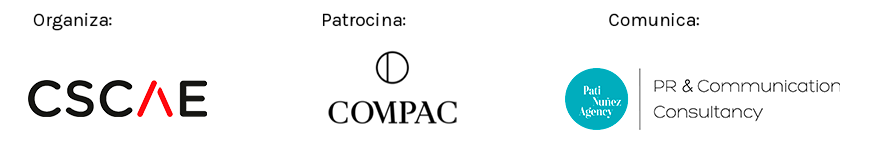 Organiza:
Patrocina:
Comunica:
CSCAE
COMPAC
Pati
Nuñez
Agency
PR & Communication
Consultancy